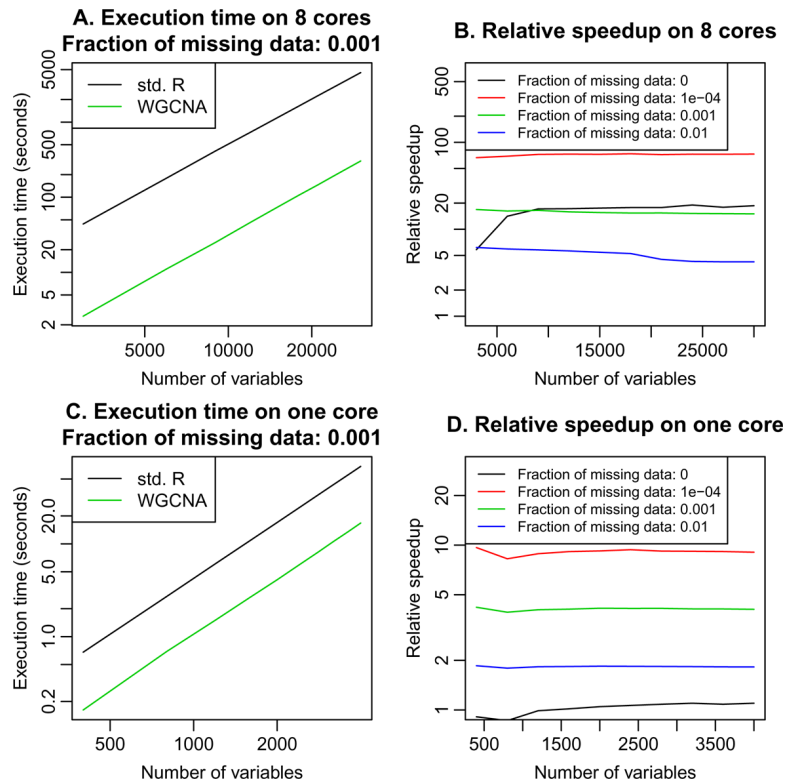 A. Execution time on 8 cores
Fraction of missing data: 0.001
std. R
WGCNA
Execution time (seconds)
5000
500
100
20
5
2
5000 10000 20000
Number of variables
B. Relative speedup on 8 cores
Fraction of missing data: 0
Fraction of missing data: 1e−04
Fraction of missing data: 0.001
Fraction of missing data: 0.01
Relative speedup
500
100
20
5
2
1
5000 15000 25000
Number of variables
C. Execution time on one core
Fraction of missing data: 0.001
std. R
WGCNA
Execution time (seconds)
20.0
5.0
1.0
0.2
500 1000 2000
Number of variables
D. Relative speedup on one core
Fraction of missing data: 0
Fraction of missing data: 1e−04
Fraction of missing data: 0.001
Fraction of missing data: 0.01
Relative speedup
20
10
5
2
1
500 1500 2500 3500
Number of variables